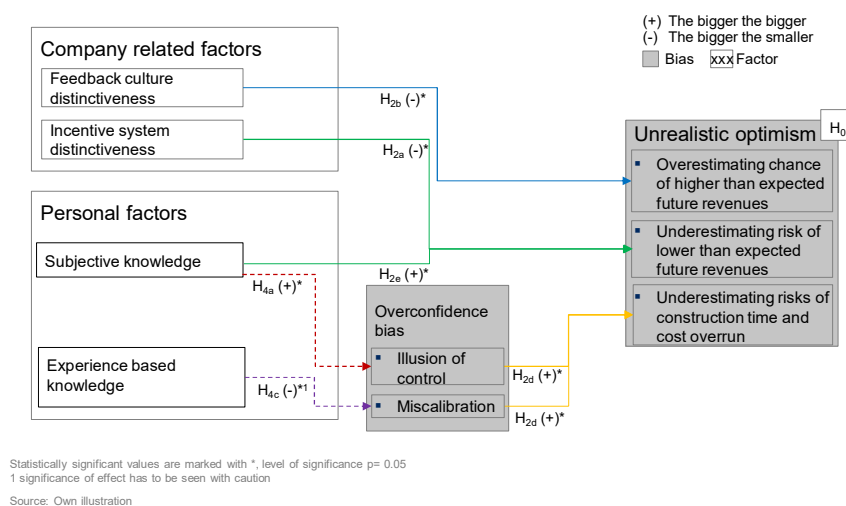 (+) The bigger the bigger
(-) The bigger the smaller
Bias xxx Factor
Company related factors
Feedback culture
distinctiveness
H2b (-)*
Incentive system
distinctiveness
H2a (-)*
Unrealistic optimism
H0
Overestimating chance
of higher than expected
future revenues
Underestimating risk of
lower than expected
future revenues
Underestimating risks of
construction time and
cost overrun
Personal factors
Subjective knowledge
H2e (+)*
H4a (+)*
Experience based
knowledge
H4c (-)*1
Overconfidence
bias
Illusion of
control
Miscalibration
H2d (+)*
H2d (+)*
Statistically significant values are marked with *, level of significance p= 0.05
1 significance of effect has to be seen with caution
Source: Own illustration